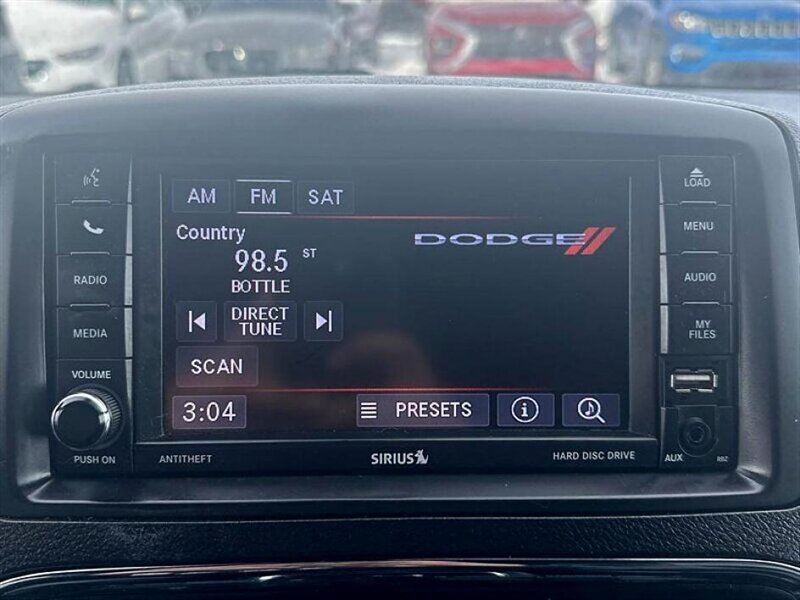 AM FM SAT
Country
98.5 ST
BOTTLE
DIRECT
TUNE
SCAN
3:04
PRESETS
DODGE
RADIO
MEDIA
VOLUME
PUSH ON
LOAD
MENU
AUDIO
MY
FILES
AUX
RBZ
ANTITHEFT
SIRIUS
HARD DISC DRIVE